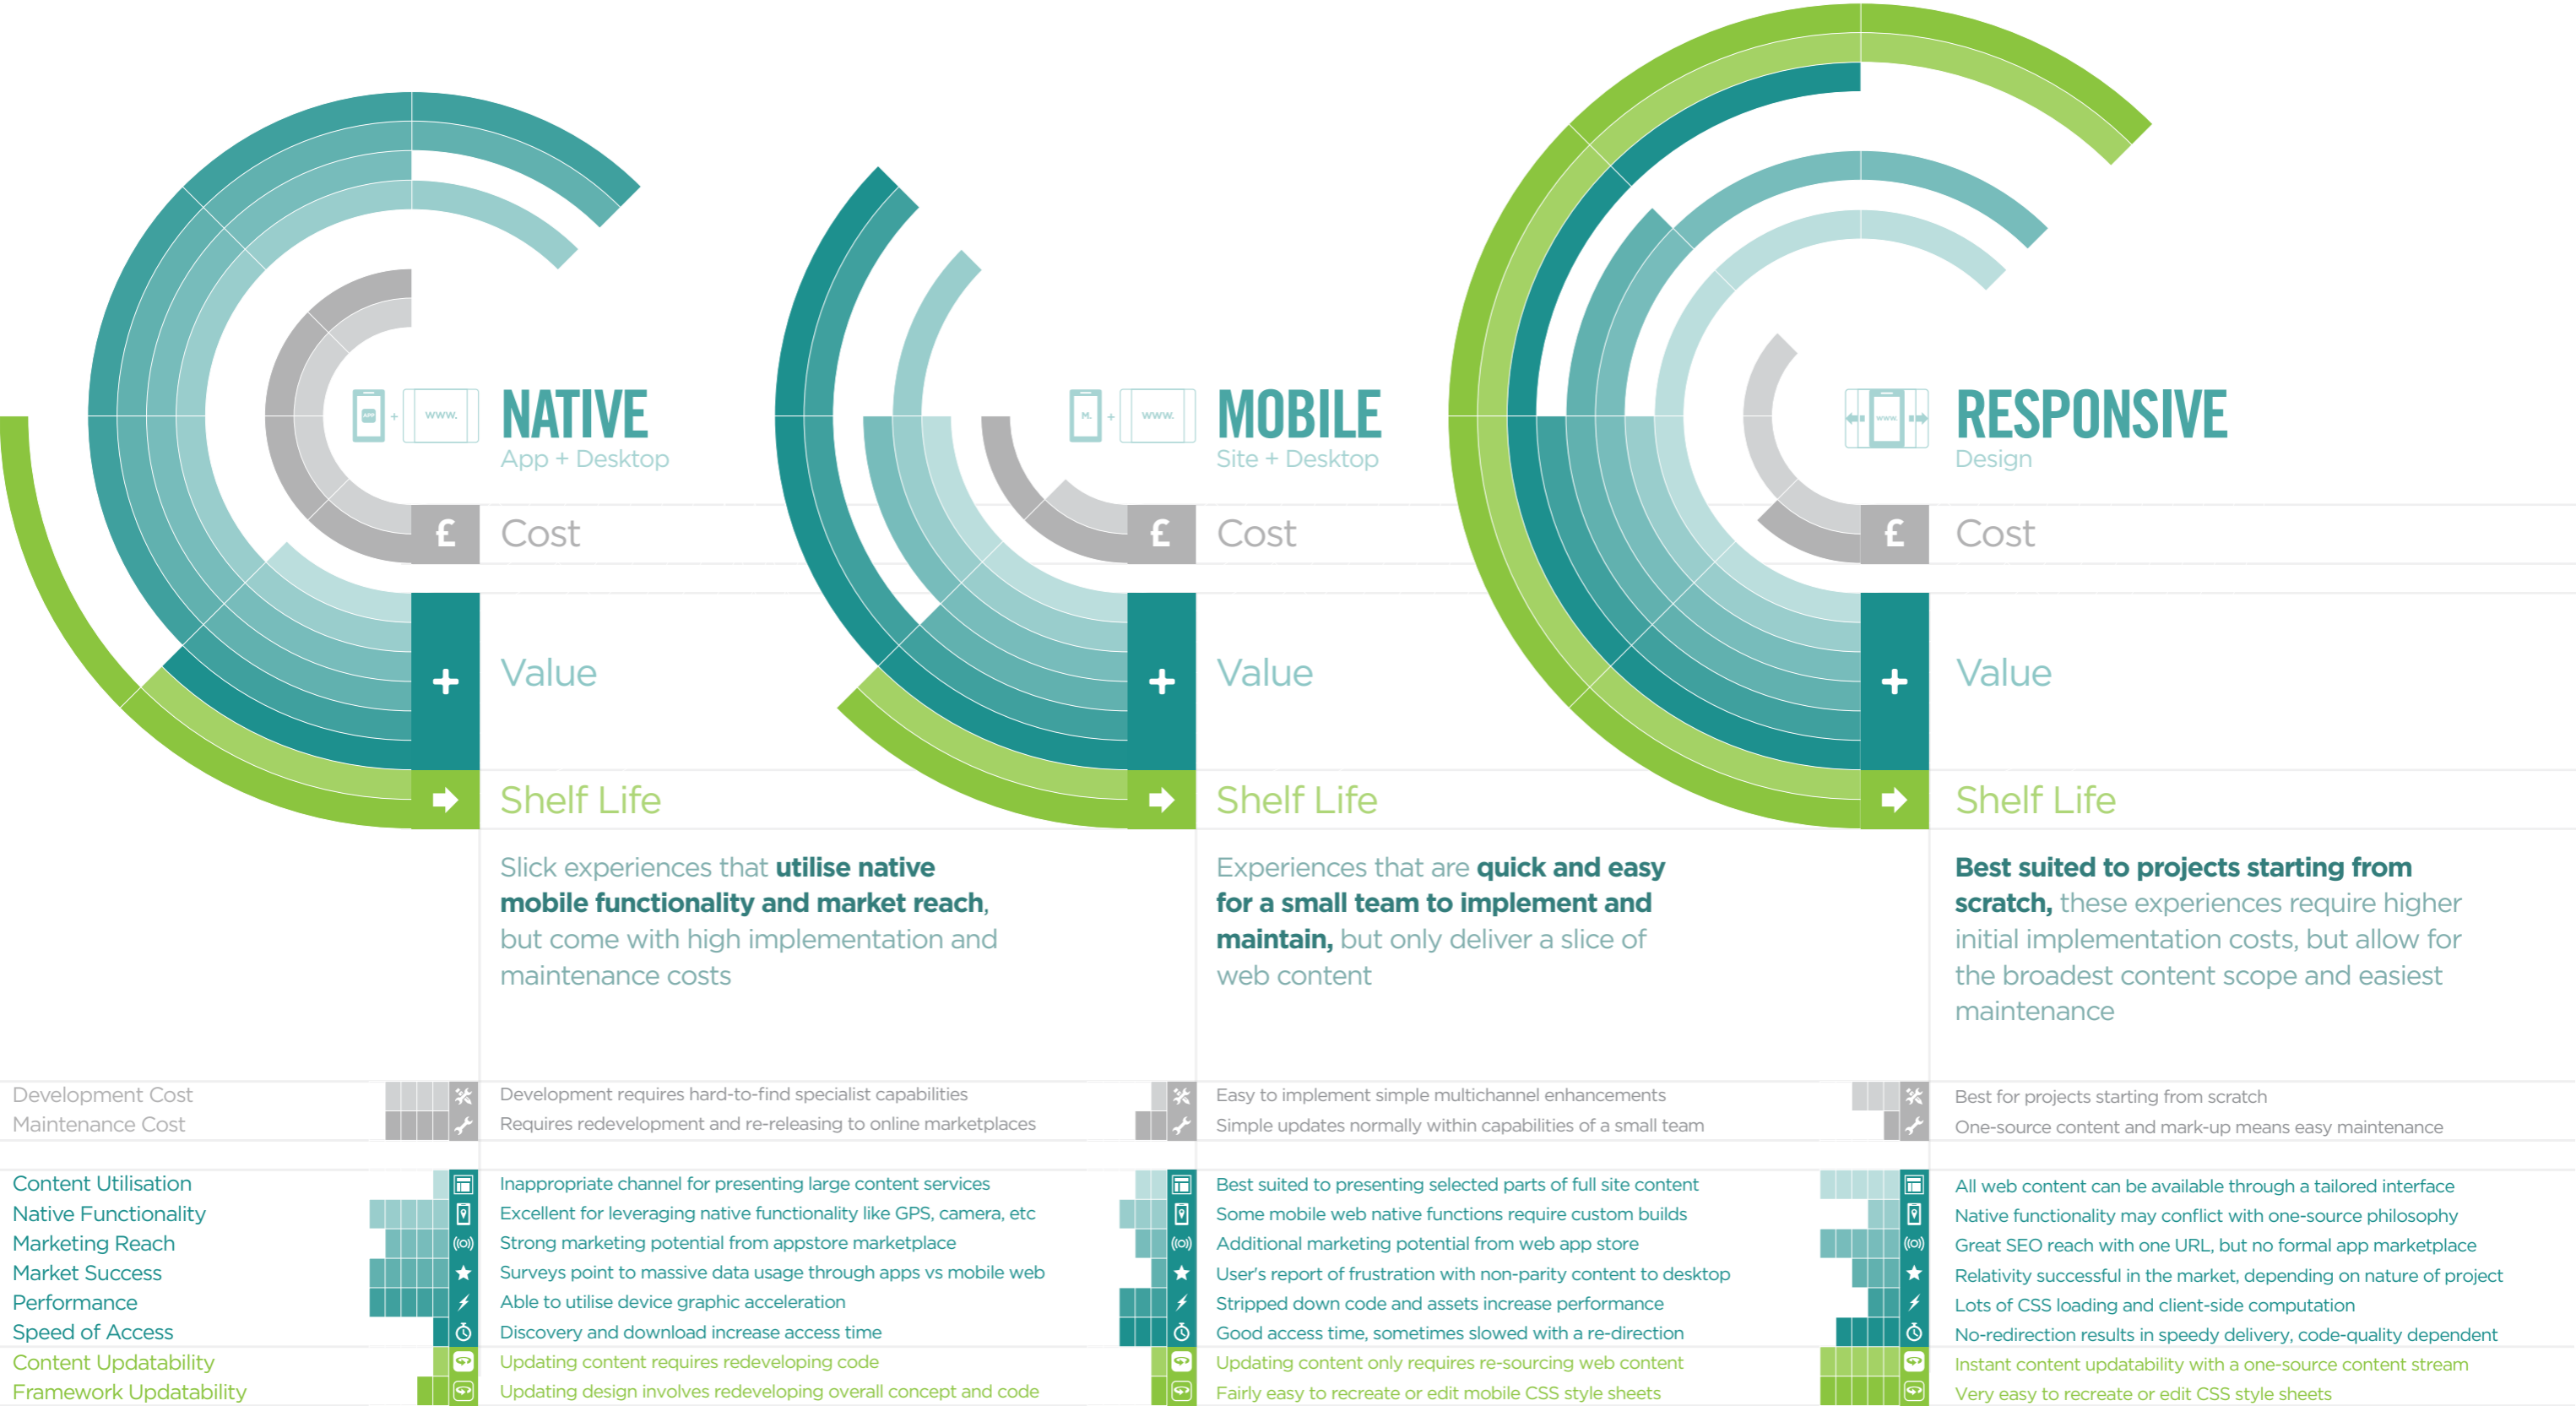 APP
+
www.
NATIVE
App + Desktop
£
Cost
+
Value
Shelf Life
Slick experiences that utilise native
mobile functionality and market reach,
but come with high implementation and
maintenance costs
M.
+
www.
MOBILE
Site + Desktop
£
Cost
+
Value
Shelf Life
Experiences that are quick and easy
for a small team to implement and
maintain, but only deliver a slice of
web content
www.
RESPONSIVE
Design
£
Cost
+
Value
Shelf Life
Best suited to projects starting from
scratch, these experiences require higher
initial implementation costs, but allow for
the broadest content scope and easiest
maintenance
Development Cost
Development requires hard-to-find specialist capabilities
Easy to implement simple multichannel enhancements
Best for projects starting from scratch
Maintenance Cost
Requires redevelopment and re-releasing to online marketplaces
Simple updates normally within capabilities of a small team
One-source content and mark-up means easy maintenance
Content Utilisation
Inappropriate channel for presenting large content services
Best suited to presenting selected parts of full site content
All web content can be available through a tailored interface
Native Functionality
Excellent for leveraging native functionality like GPS, camera, etc
Some mobile web native functions require custom builds
Native functionality may conflict with one-source philosophy
Marketing Reach
Strong marketing potential from appstore marketplace
Additional marketing potential from web app store
Great SEO reach with one URL, but no formal app marketplace
Market Success
Surveys point to massive data usage through apps vs mobile web
User's report of frustration with non-parity content to desktop
Relativity successful in the market, depending on nature of project
Performance
Able to utilise device graphic acceleration
Stripped down code and assets increase performance
Lots of CSS loading and client-side computation
Speed of Access
Discovery and download increase access time
Good access time, sometimes slowed with a re-direction
No-redirection results in speedy delivery, code-quality dependent
Content Updatability
Updating content requires redeveloping code
Updating content only requires re-sourcing web content
Instant content updatability with a one-source content stream
Framework Updatability
Updating design involves redeveloping overall concept and code
Fairly easy to recreate or edit mobile CSS style sheets
Very easy to recreate or edit CSS style sheets